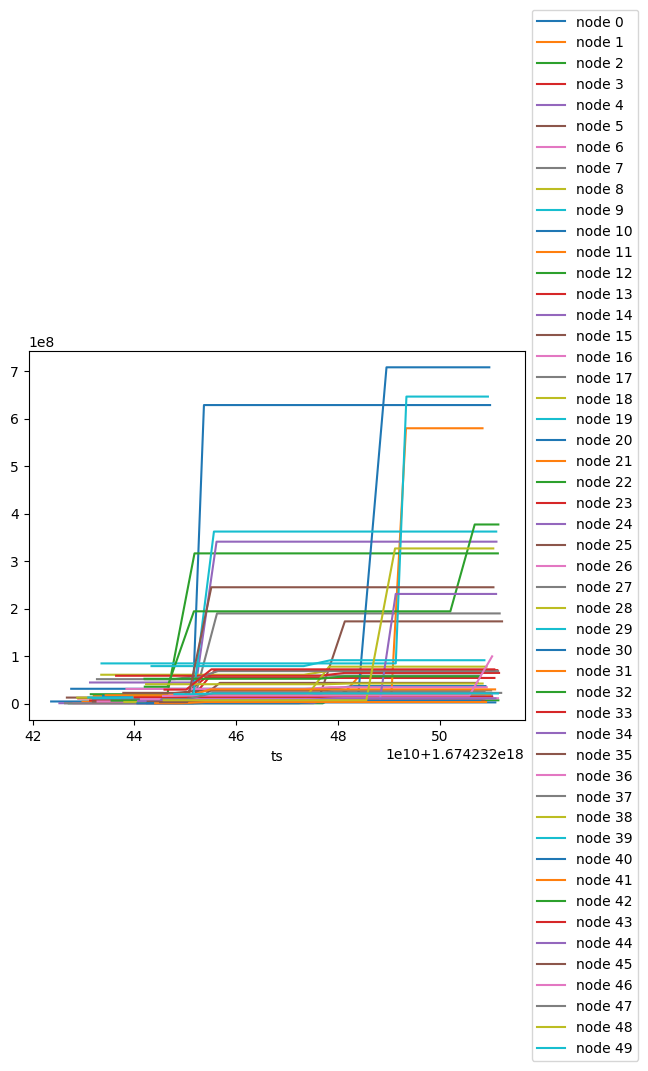 node 0
node 1
node 2
node 3
node 4
node 5
node 6
node 7
node 8
node 9
node 10
node 11
node 12
node 13
node 14
node 15
node 16
node 17
node 18
node 19
node 20
node 21
node 22
node 23
node 24
node 25
node 26
node 27
node 28
node 29
node 30
node 31
node 32
node 33
node 34
node 35
node 36
node 37
node 38
node 39
node 40
node 41
node 42
node 43
node 44
node 45
node 46
node 47
node 48
node 49
1e8
7
6
5
4
3
2
1
0
42 44 46 48 50
ts
1e10+1.674232e18